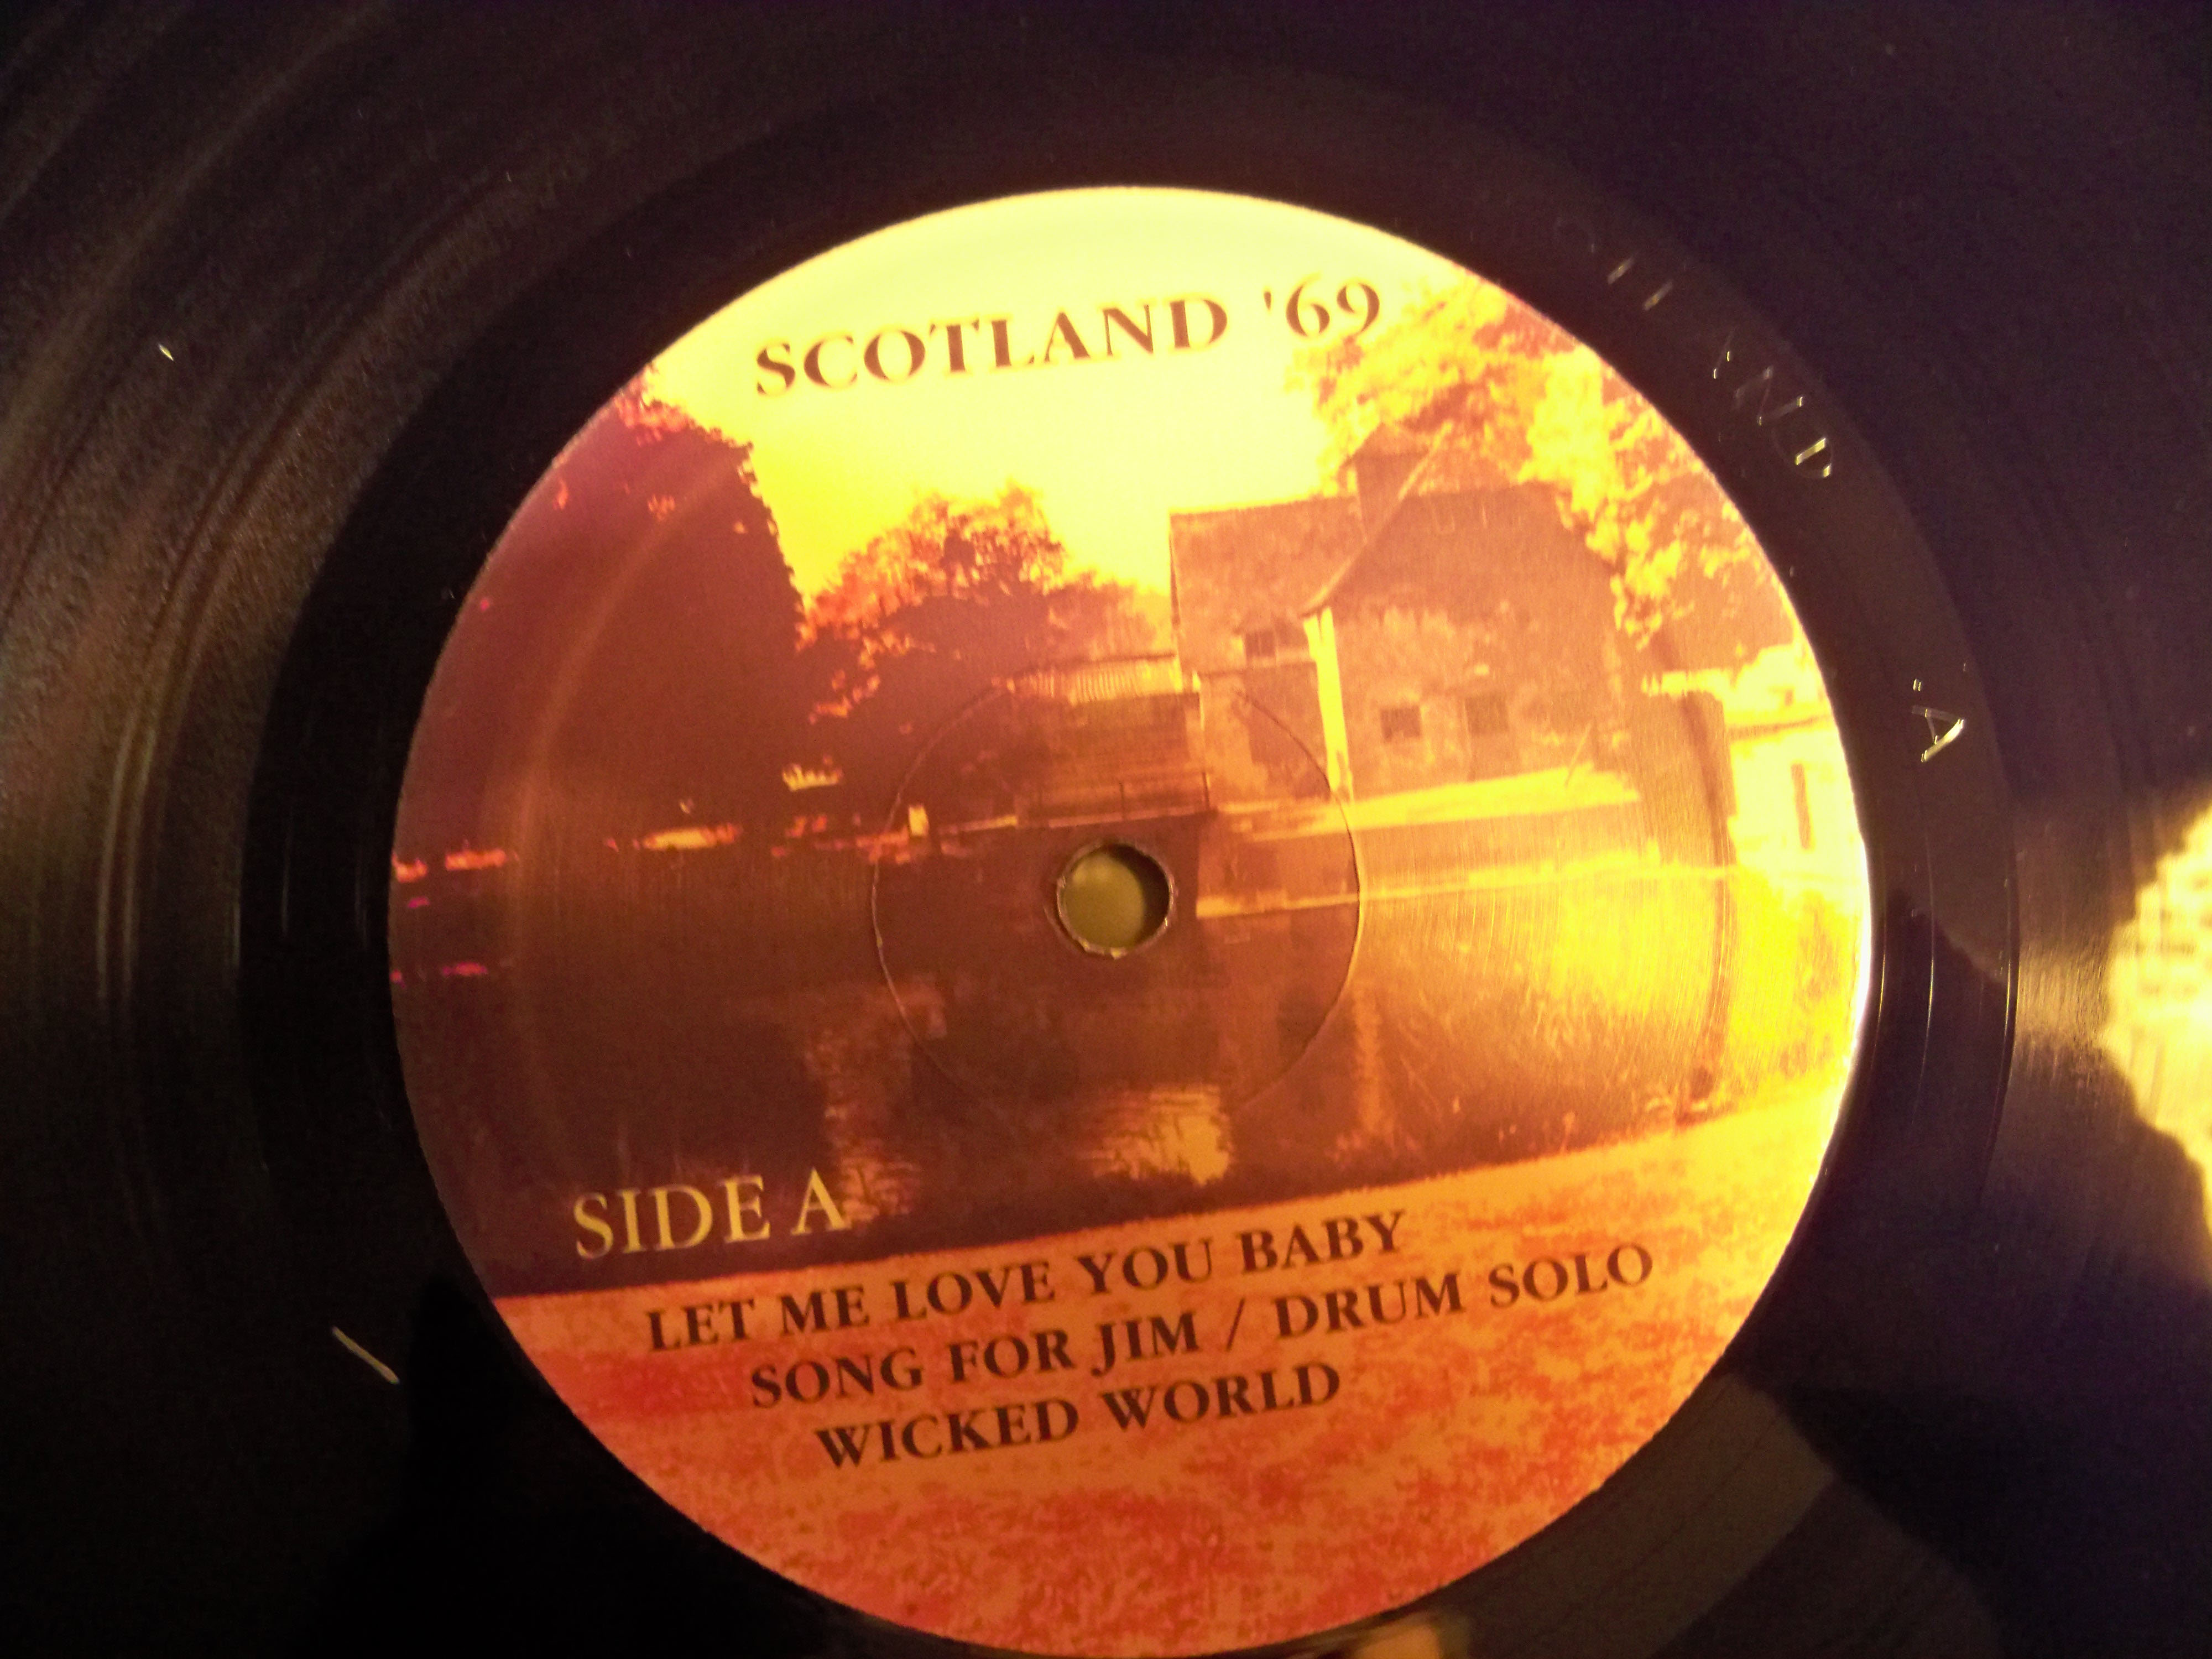 SCOTLAND '69
SIDE A
LET ME LOVE YOU BABY
SONG FOR JIM / DRUM SOLO
WICKED WORLD
A